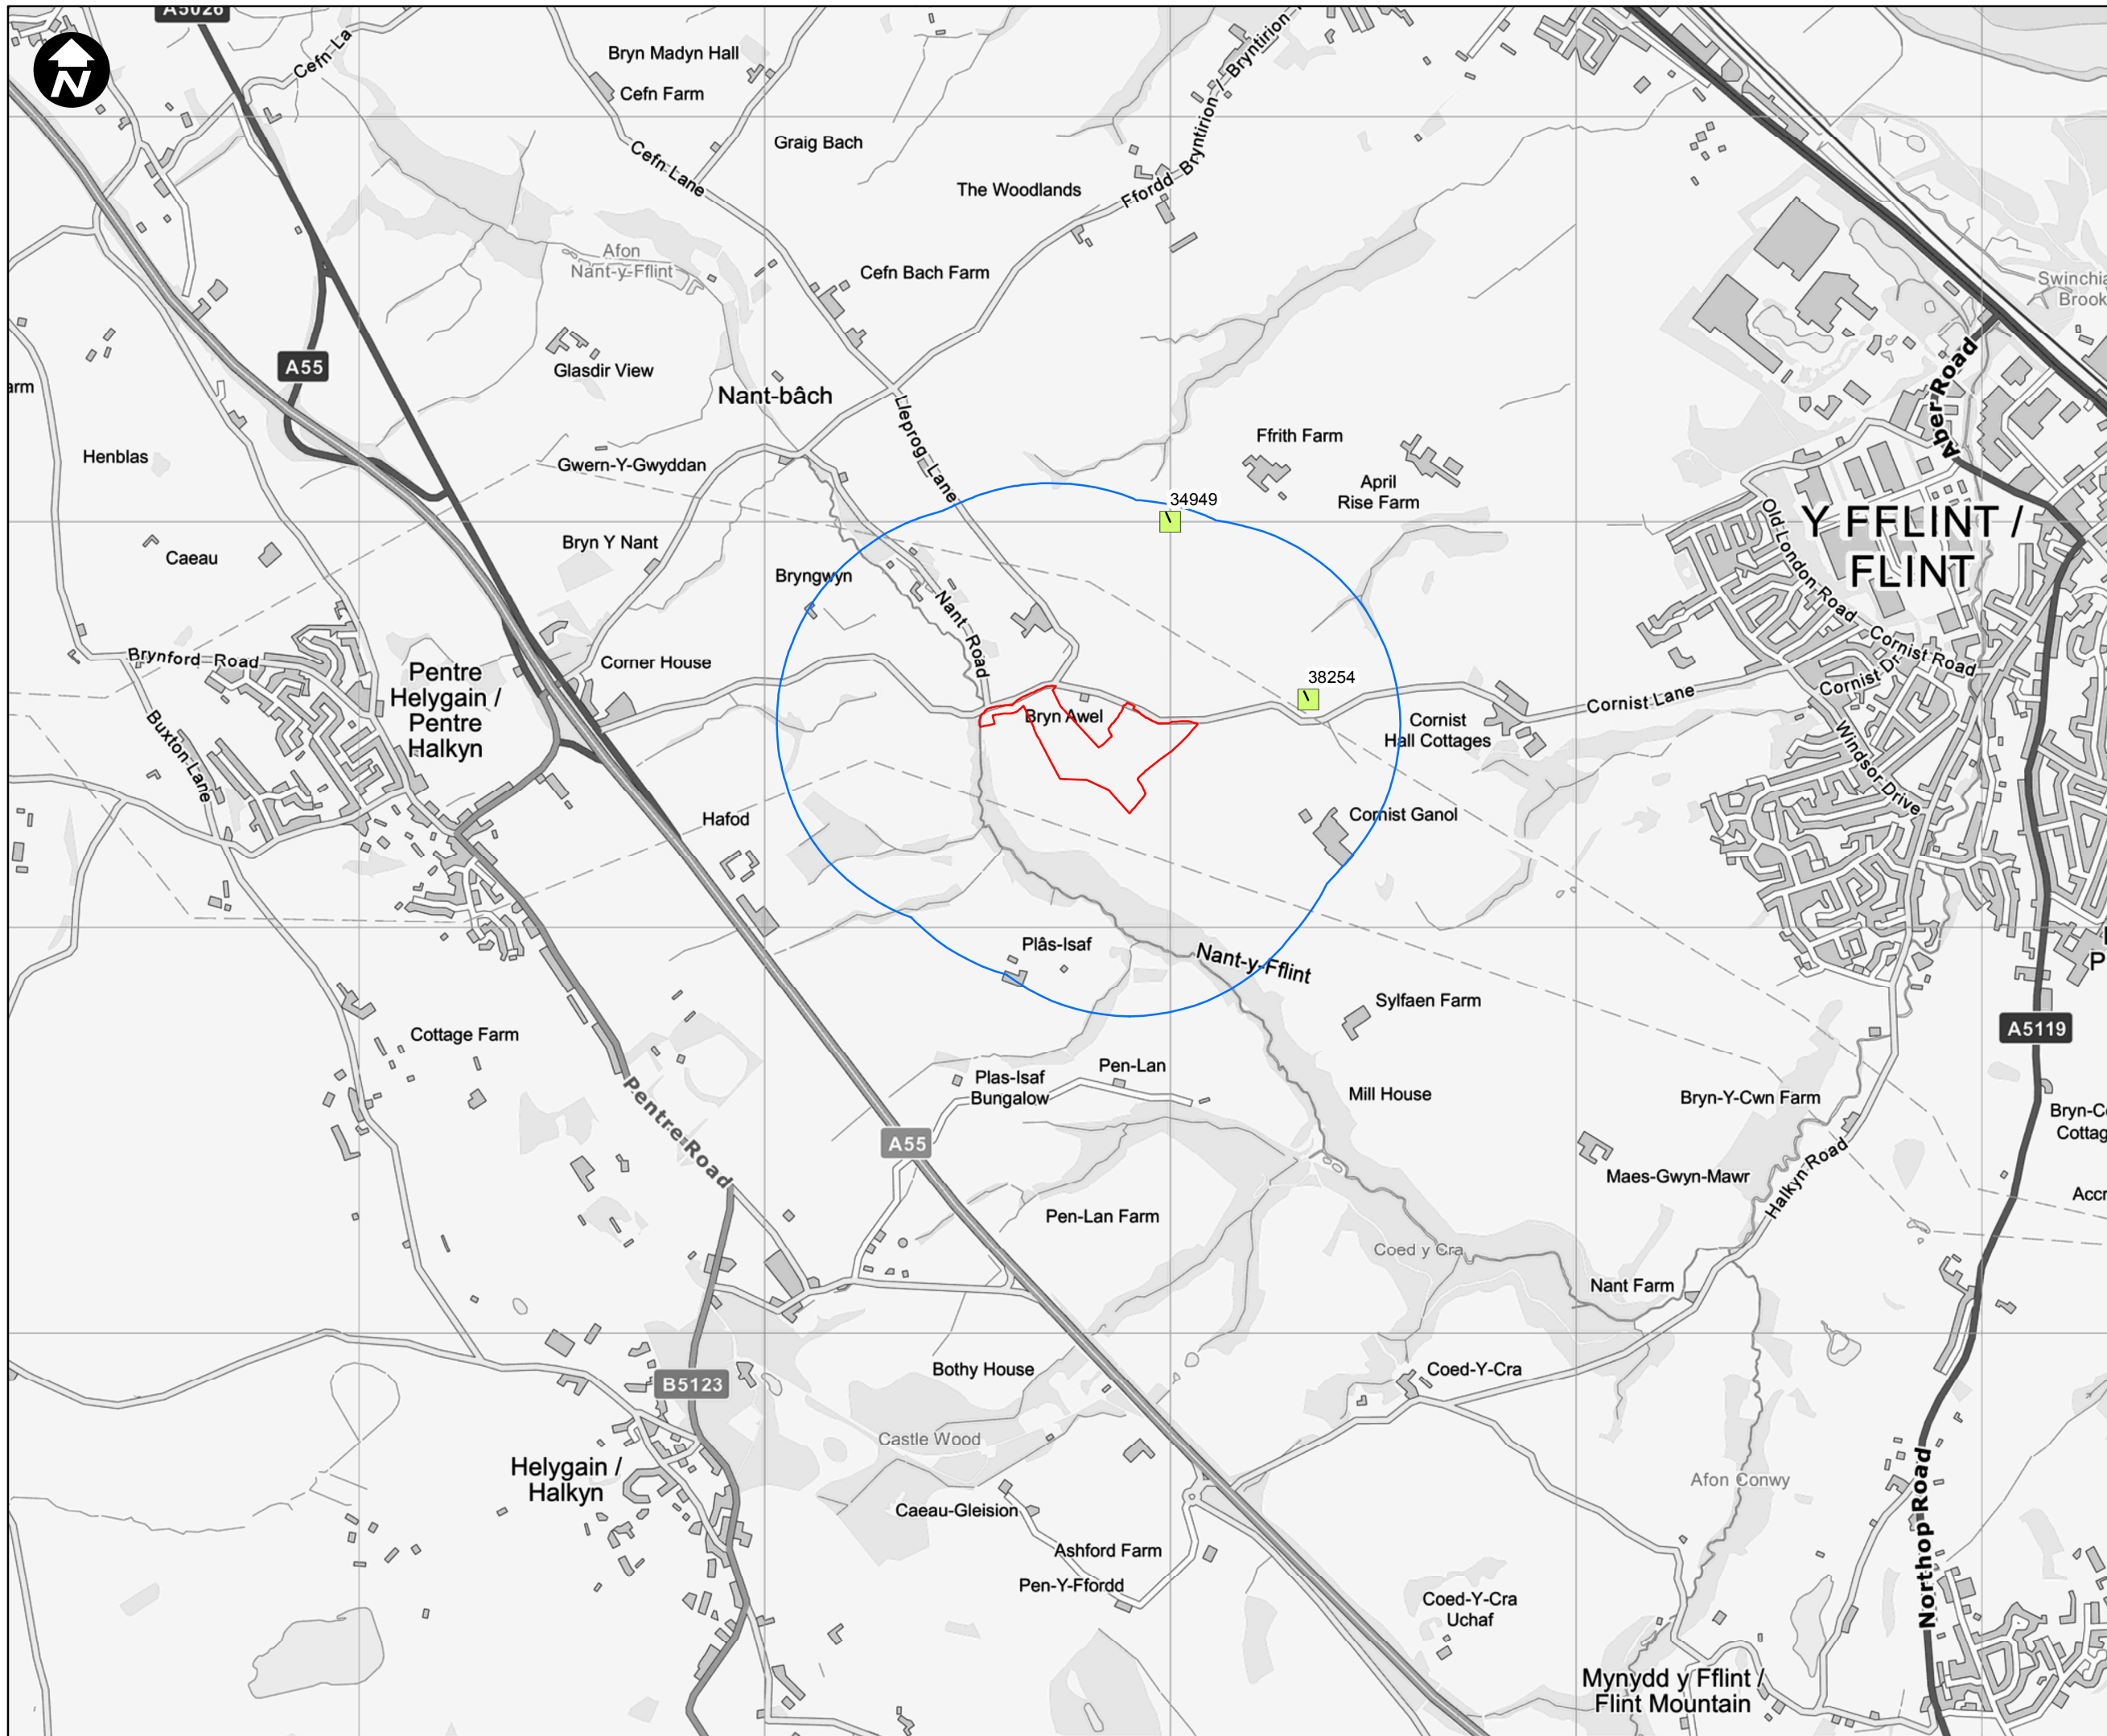 A5026
N
Cefn La
Bryn Madyn Hall
Cefn Farm
Graig Bach
Cefn Lane
The Woodlands
Ffordd Bryntirion / Bryntirion
Afon
Nant-y-Fflint
Cefn Bach Farm
Swinchia
Brook
A55
arm
Glasdir View
Nant-bâch
Lleprog Lane
Aber Road
Henblas
Gwern-Y-Gwyddan
Ffrith Farm
April
Rise Farm
34949
Old London Road
Y FFLINT /
FLINT
Caeau
Bryn Y Nant
Bryngwyn
Nant Road
Brynford Road
Corner House
Pentre
Helygain /
Pentre
Halkyn
38254
Cornist Road
Cornist Dr
Cornist Lane
Bryn Awel
Cornist
Hall Cottages
Buxton Lane
Windsor Drive
Hafod
Cornist Ganol
Plâs-Isaf
Nant-y-Fflint
P
Sylfaen Farm
Cottage Farm
A5119
Pen-Lan
Plas-Isaf
Bungalow
Mill House
Bryn-Y-Cwn Farm
Bryn-C
Cottag
Pentre Road
A55
Maes-Gwyn-Mawr
Halkyn Road
Accr
Pen-Lan Farm
Coed y Cra
Nant Farm
Bothy House
Coed-Y-Cra
B5123
Castle Wood
Helygain /
Halkyn
Afon Conwy
Caeau-Gleision
Northop Road
Ashford Farm
Pen-Y-Ffordd
Coed-Y-Cra
Uchaf
Mynydd y Fflint /
Flint Mountain